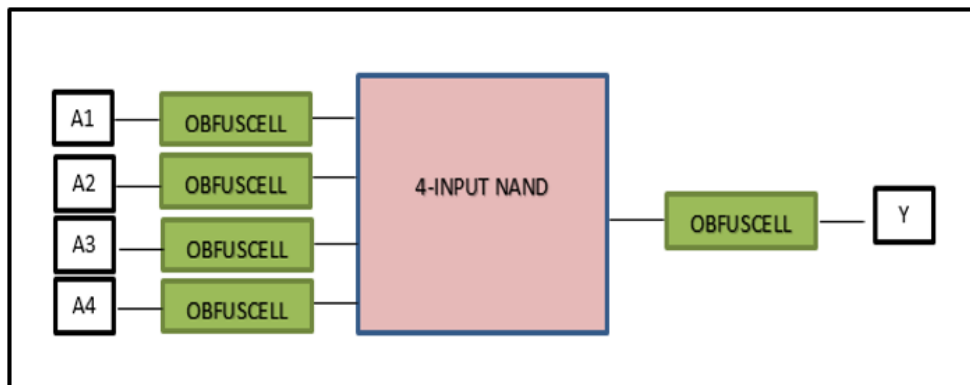 A1
OBFUSCELL
A2
OBFUSCELL
4-INPUT NAND
A3
OBFUSCELL
A4
OBFUSCELL
OBFUSCELL
Y